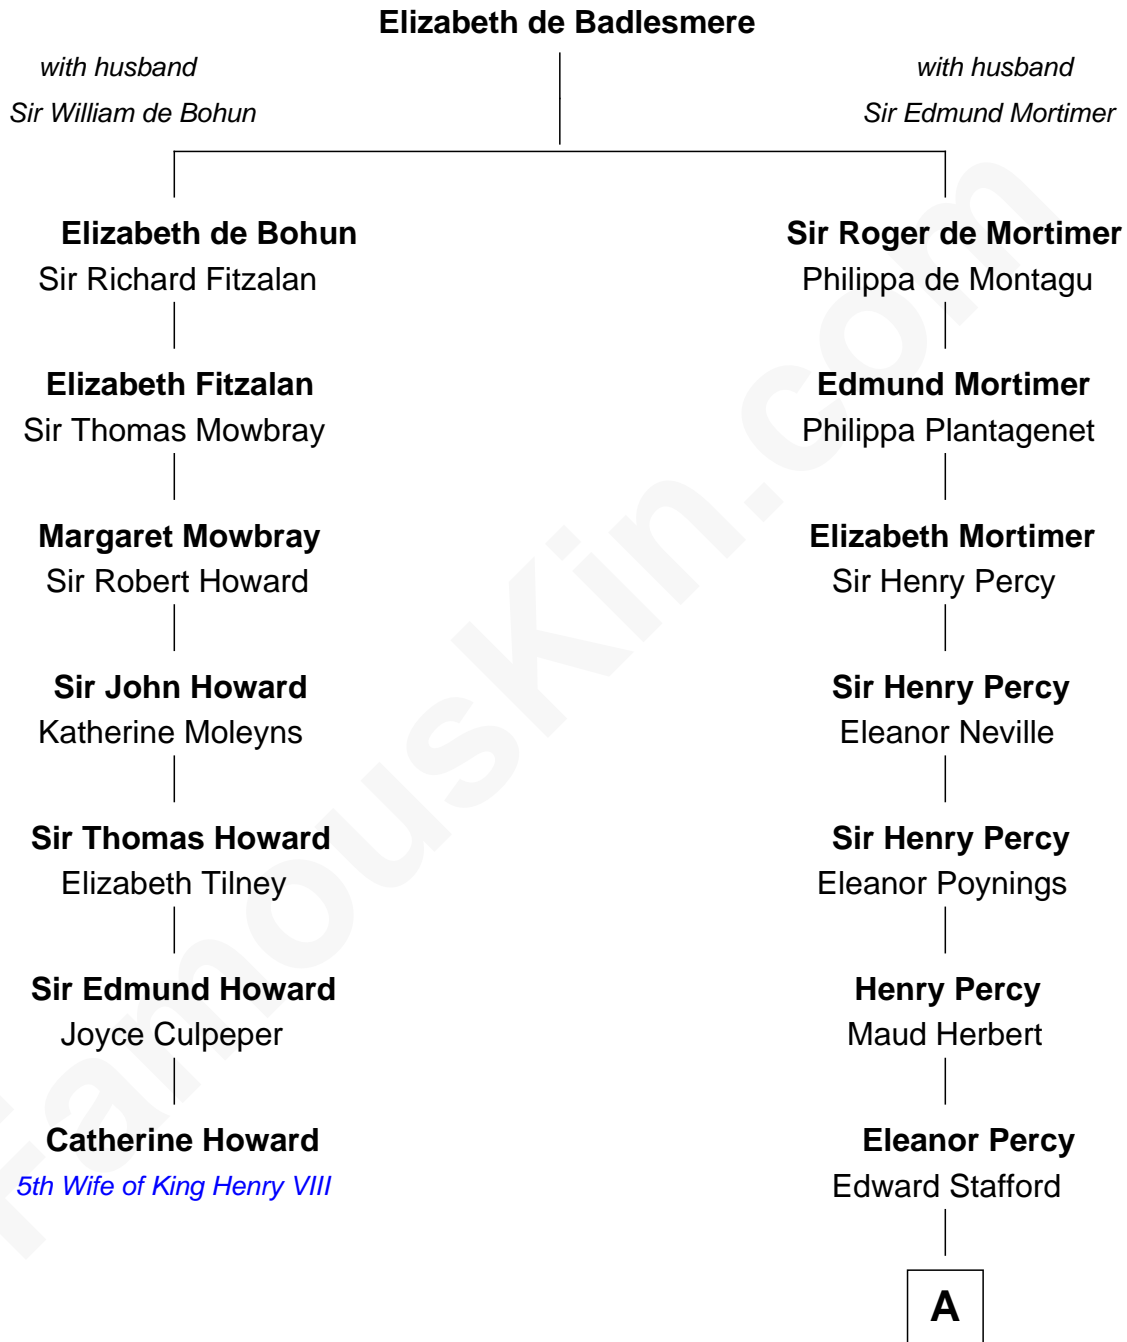 Elizabeth de Badlesmere
with husband
Sir William de Bohun
with husband
Sir Edmund Mortimer
Elizabeth de Bohun
Sir Richard Fitzalan
Sir Roger de Mortimer
Philippa de Montagu
Elizabeth Fitzalan
Sir Thomas Mowbray
Edmund Mortimer
Philippa Plantagenet
Margaret Mowbray
Sir Robert Howard
Elizabeth Mortimer
Sir Henry Percy
Sir John Howard
Katherine Moleyns
Sir Henry Percy
Eleanor Neville
Sir Thomas Howard
Elizabeth Tilney
Sir Henry Percy
Eleanor Poynings
Sir Edmund Howard
Joyce Culpeper
Henry Percy
Maud Herbert
Catherine Howard
5th Wife of King Henry VIII
Eleanor Percy
Edward Stafford
A
FamousKin.com